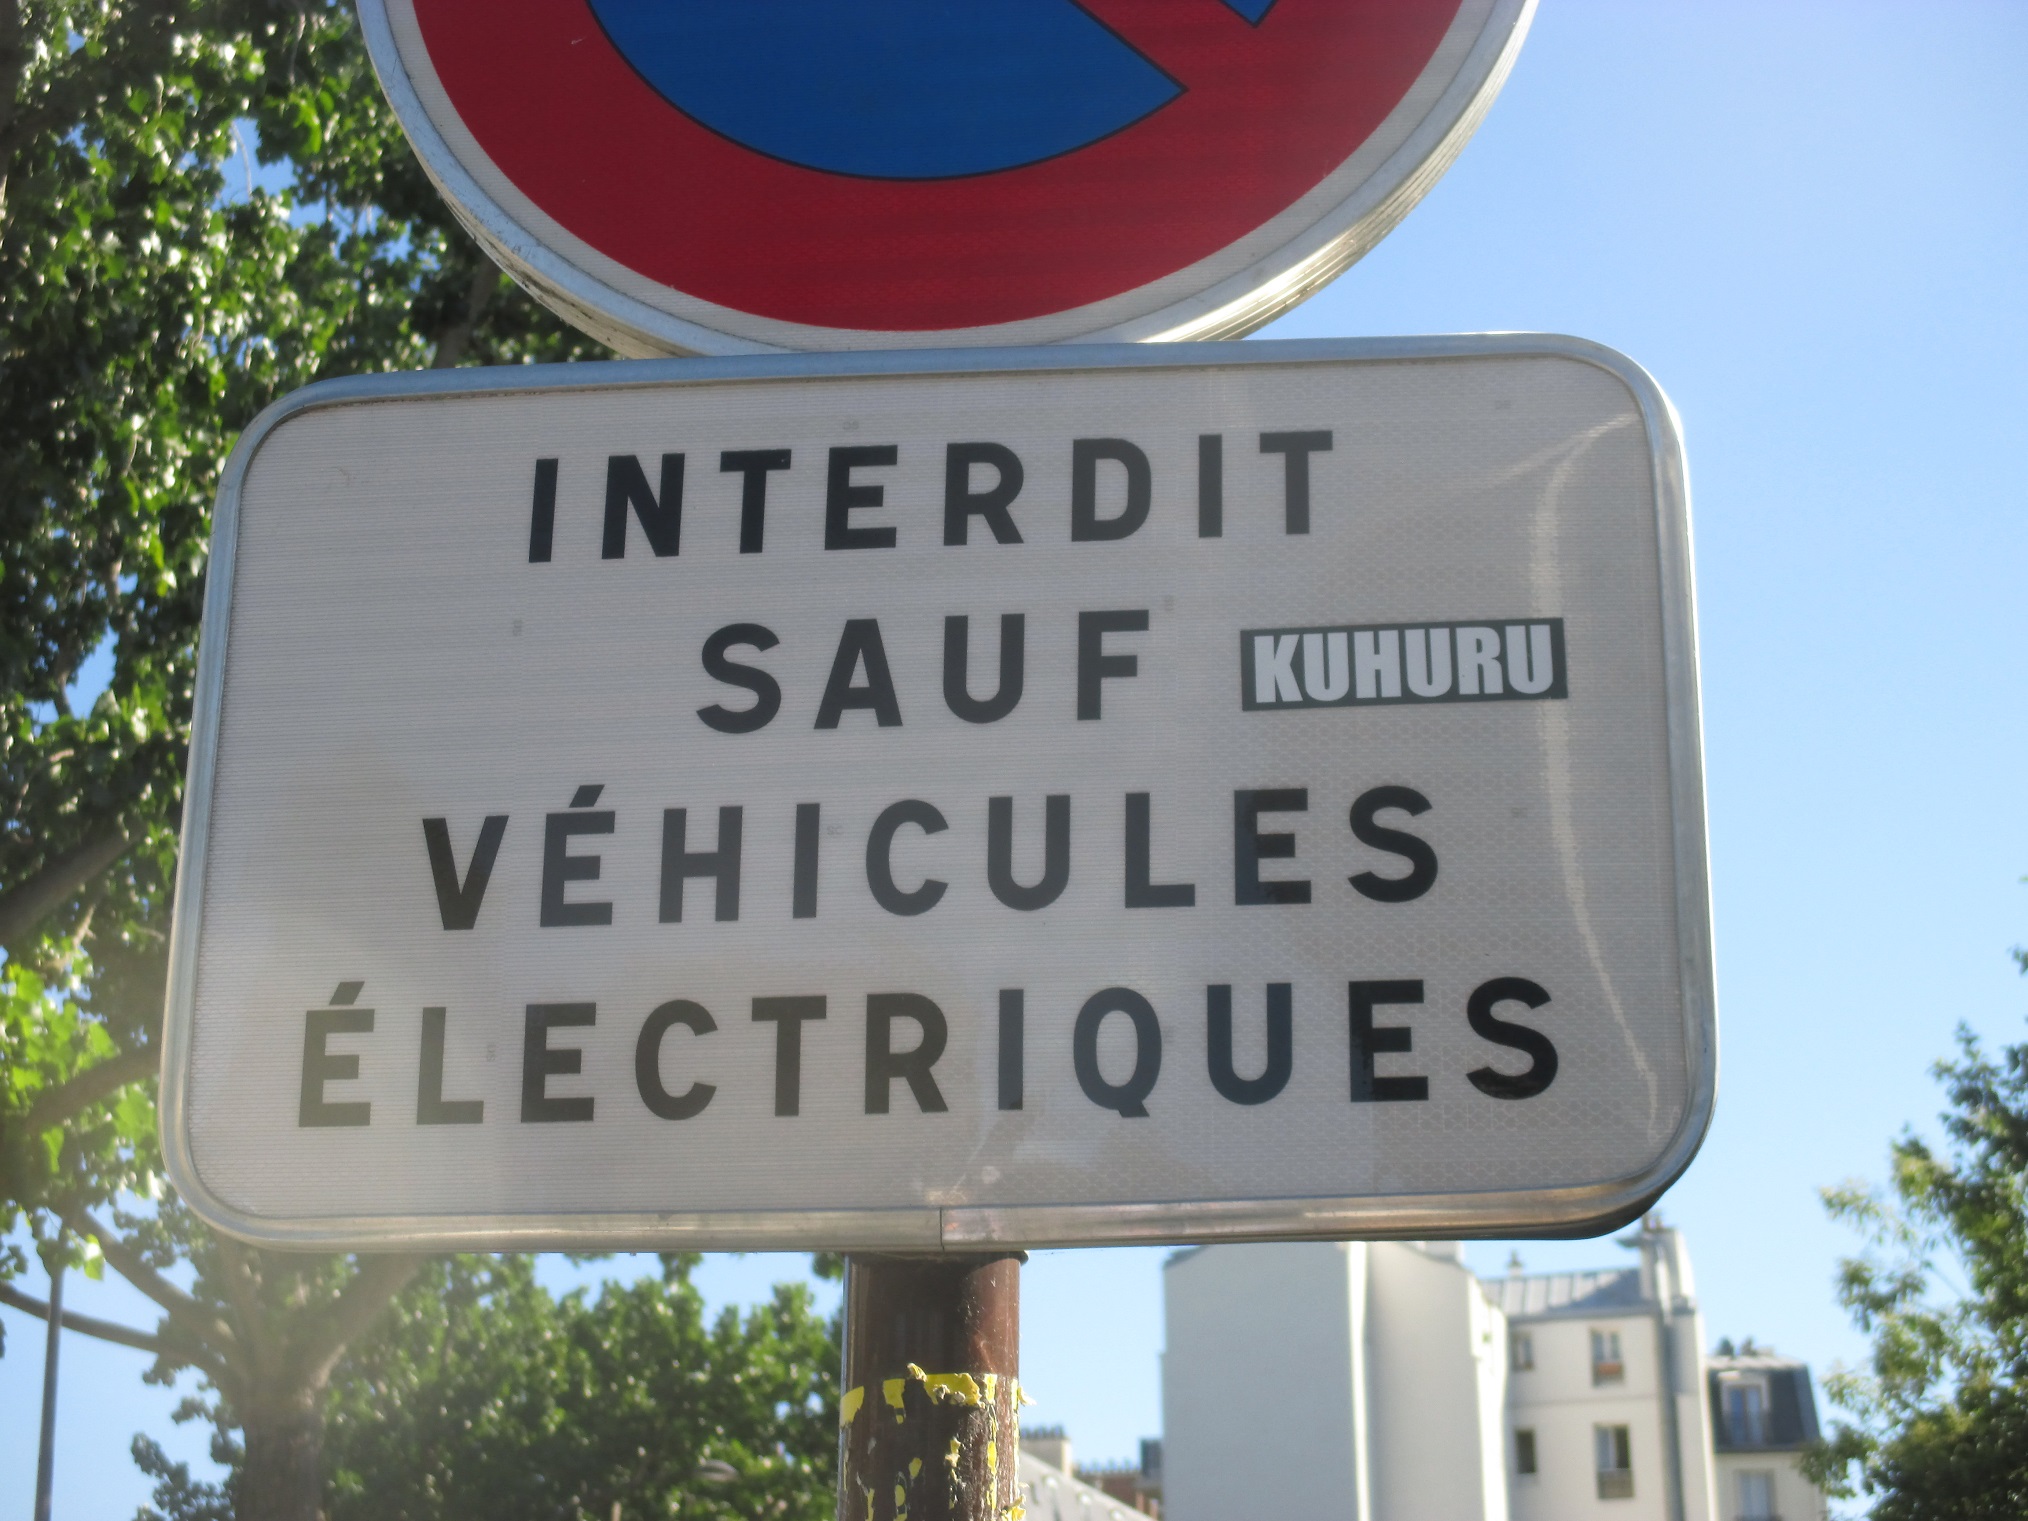 INTERDIT
SAUF KUHURU
VÉHICULES
ÉLECTRIQUES